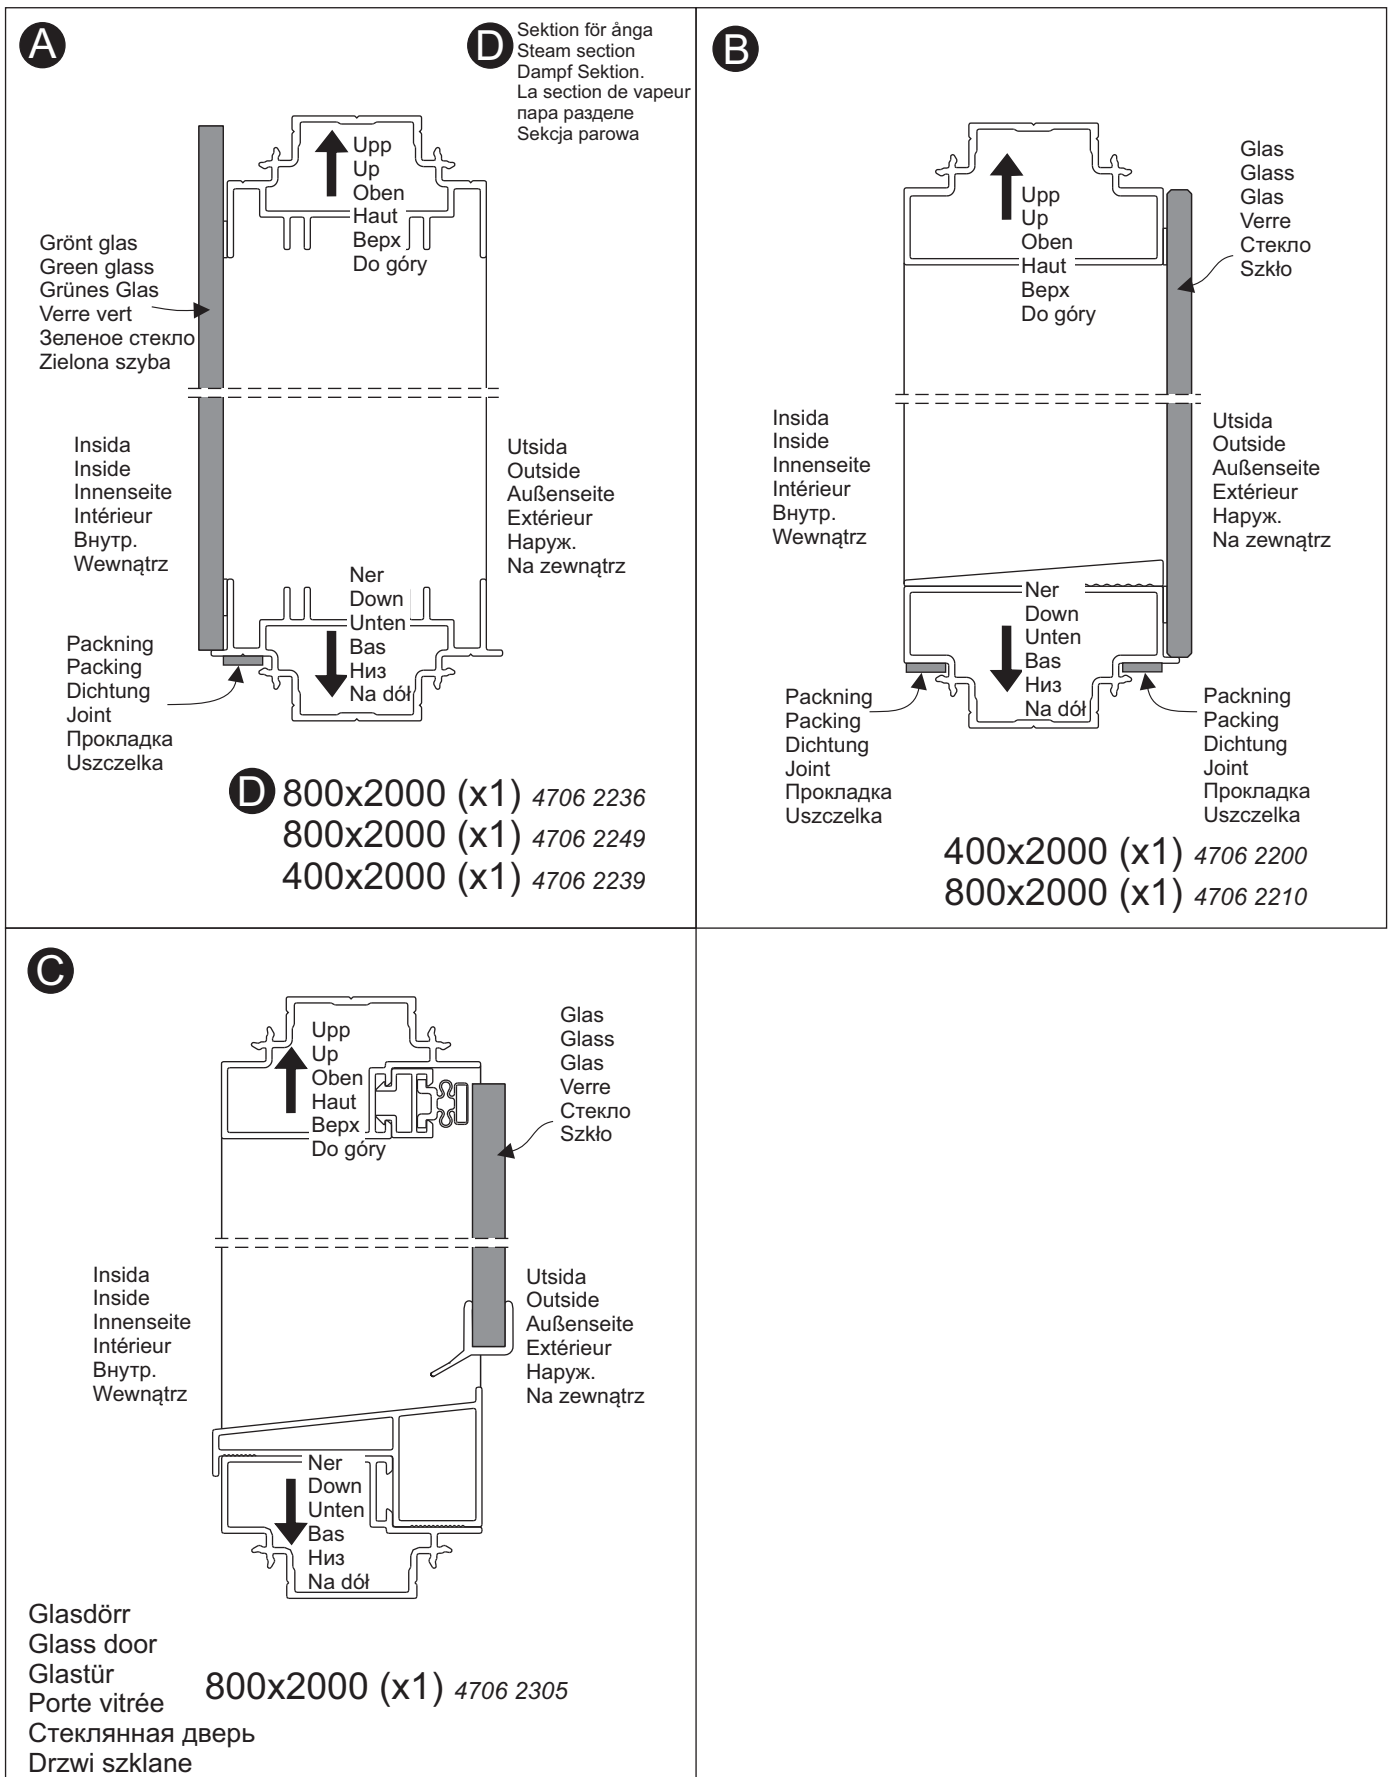 A
D
Sektion för ånga
Steam section
Dampf Sektion.
La section de vapeur
пара разделе
Sekcja parowa
Upp
Up
Oben
Haut
Верх
Do góry
Grönt glas
Green glass
Grünes Glas
Verre vert
Зеленое стекло
Zielona szyba
Insida
Inside
Innenseite
Intérieur
Внутр.
Wewnątrz
Utsida
Outside
Außenseite
Extérieur
Наруж.
Na zewnątrz
Ner
Down
Unten
Bas
Низ
Na dół
Packning
Packing
Dichtung
Joint
Прокладка
Uszczelka
D 800x2000 (x1) 4706 2236
800x2000 (x1) 4706 2249
400x2000 (x1) 4706 2239
B
Upp
Up
Oben
Haut
Верх
Do góry
Glas
Glass
Glas
Verre
Стекло
Szkło
Insida
Inside
Innenseite
Intérieur
Внутр.
Wewnątrz
Utsida
Outside
Außenseite
Extérieur
Наруж.
Na zewnątrz
Ner
Down
Unten
Bas
Низ
Na dół
Packning
Packing
Dichtung
Joint
Прокладка
Uszczelka
Packning
Packing
Dichtung
Joint
Прокладка
Uszczelka
400x2000 (x1) 4706 2200
800x2000 (x1) 4706 2210
C
Upp
Up
Oben
Haut
Верх
Do góry
Glas
Glass
Glas
Verre
Стекло
Szkło
Insida
Inside
Innenseite
Intérieur
Внутр.
Wewnątrz
Utsida
Outside
Außenseite
Extérieur
Наруж.
Na zewnątrz
Ner
Down
Unten
Bas
Низ
Na dół
Glasdörr
Glass door
Glastür
Porte vitrée
Стеклянная дверь
Drzwi szklane
800x2000 (x1) 4706 2305